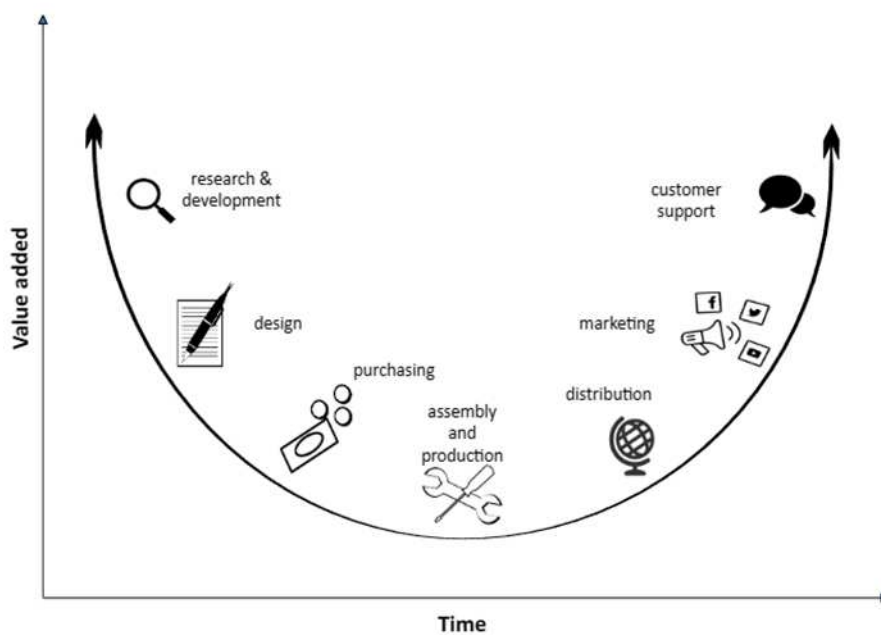 research &
development
customer
support
Value added
design
marketing
f
purchasing
distribution
assembly
and
production
Time